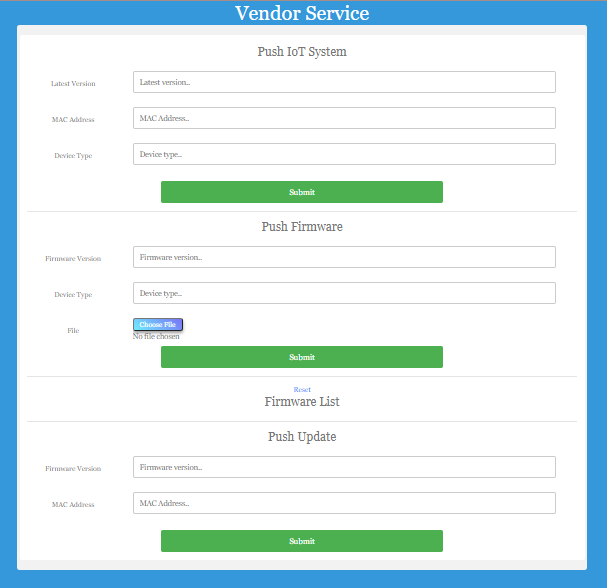 Vendor Service
Push IoT System
Latest Version
Latest version..
MAC Address
MAC Address..
Device Type
Device type..
Submit
Push Firmware
Firmware Version
Firmware version..
Device Type
Device type..
File
Choose File
No file chosen
Submit
Reset
Firmware List
Push Update
Firmware Version
Firmware version..
MAC Address
MAC Address..
Submit